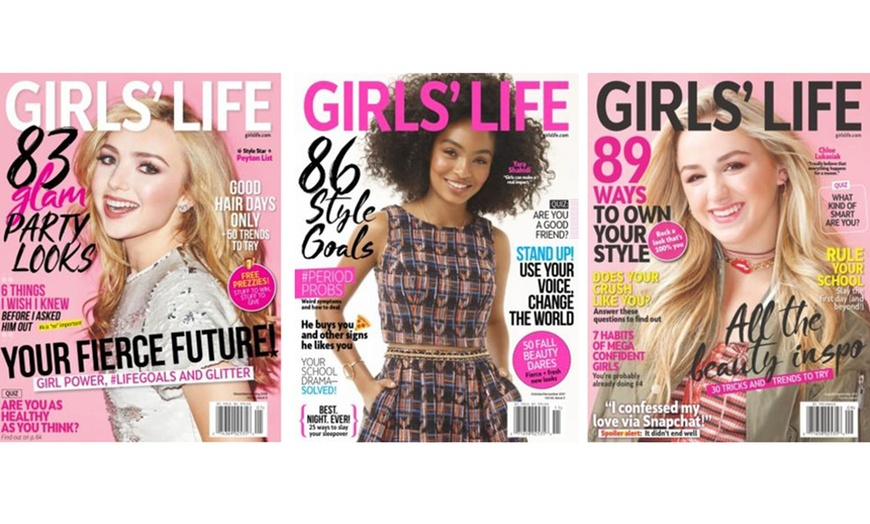 GIRLS' LIFE
girlslife.com
83
glam
PARTY
LOOKS
Style Star
Peyton List
GOOD
HAIR DAYS
ONLY
+50 TRENDS
TO TRY
FREE
PREZZIES!
STUFF TO WIN,
STUFF TO
GIVE
6 THINGS
I WISH I KNEW
BEFORE I ASKED
HIM OUT
YOUR FIERCE FUTURE!
GIRL POWER, #LIFEGOALS AND GLITTER
QUIZ
ARE YOU AS
HEALTHY
AS YOU THINK?
Find out on p. 64
GIRLS' LIFE
girlslife.com
86
Style
Goals
Yara
Shahidi
"Girls can make a
real impact."
QUIZ
ARE YOU
A GOOD
FRIEND?
#PERIOD
PROBS
Weird symptoms
and how to deal
STAND UP!
USE YOUR
VOICE,
CHANGE
THE WORLD
He buys you
and other signs
he likes you
YOUR
SCHOOL
DRAMA—
SOLVED!
50 FALL
BEAUTY
DARES
Fierce + fresh
new looks
BEST.
NIGHT. EVER!
25 ways to slay
your sleepover
GIRLS' LIFE
girlslife.com
89
WAYS
TO OWN
YOUR
STYLE
Rock a
look that's
100% you
Chloe
Lukasiak
"I really believe that
everything happens
for a reason."
QUIZ
WHAT
KIND OF
SMART
ARE YOU?
DOES YOUR
CRUSH
LIKE YOU?
Answer these
questions to find out
RULE
YOUR
SCHOOL
Slay the
first day (and
beyond!)
7 HABITS
OF MEGA
CONFIDENT
GIRLS
You're probably
already doing #4
All the
beauty inspo
30 TRICKS AND TRENDS TO TRY
"I confessed my
love via Snapchat!"
Spoiler alert: It didn't end well